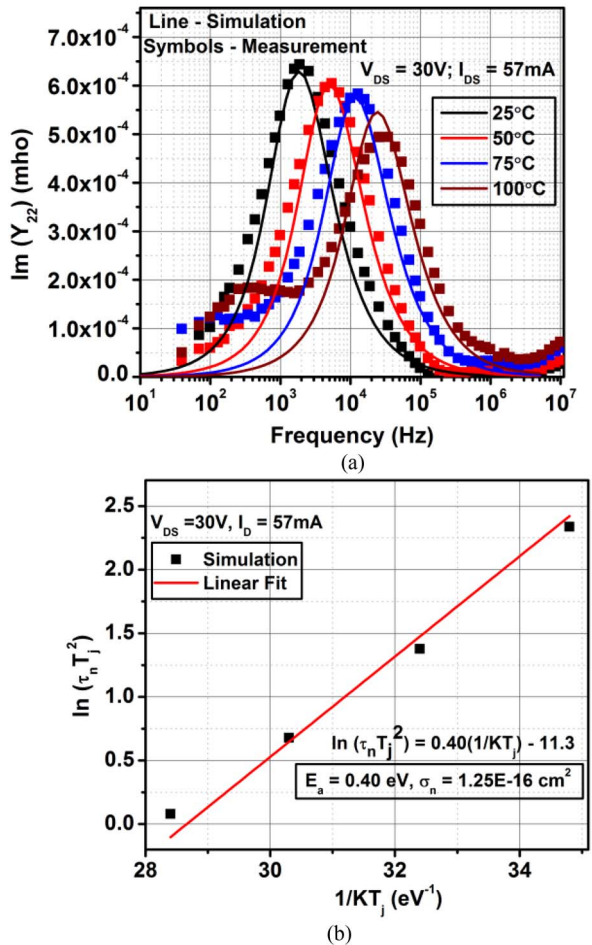 Line - Simulation
Symbols - Measurement
V_DS = 30V; I_DS = 57mA
25°C
50°C
75°C
100°C
7.0x10^-4
6.0x10^-4
5.0x10^-4
4.0x10^-4
3.0x10^-4
2.0x10^-4
1.0x10^-4
0.0
Im (Y_22) (mho)
10^1 10^2 10^3 10^4 10^5 10^6 10^7
Frequency (Hz)
(a)
V_DS =30V, I_D = 57mA
Simulation
Linear Fit
2.5
2.0
1.5
1.0
0.5
0.0
ln (τ_nT_j^2)
ln (τ_nT_j^2) = 0.40(1/KT_j) - 11.3
E_a = 0.40 eV, σ_n = 1.25E-16 cm^2
28 30 32 34
1/KT_j (eV^-1)
(b)